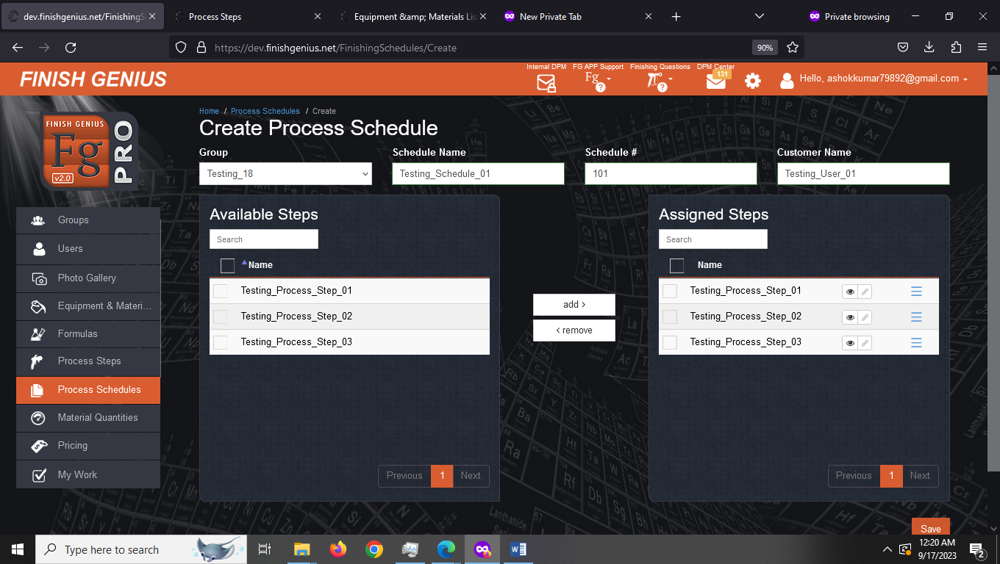 dev.finishgenius.net/FinishingS
Process Steps
Equipment &amp; Materials Lis
New Private Tab
Private browsing
https://dev.finishgenius.net/FinishingSchedules/Create
90%
FINISH GENIUS
Internal DPM
FG APP Support
Finishing Questions
DPM Center
131
Hello, ashokkumar79892@gmail.com
FINISH GENIUS
Fg
v2.0
PRO
Home / Process Schedules / Create
Create Process Schedule
Group
Schedule Name
Schedule #
Customer Name
Testing_18
Testing_Schedule_01
101
Testing_User_01
Groups
Users
Photo Gallery
Equipment & Materi...
Formulas
Process Steps
Process Schedules
Material Quantities
Pricing
My Work
Available Steps
Search
Name
Testing_Process_Step_01
Testing_Process_Step_02
Testing_Process_Step_03
Previous 1 Next
add >
< remove
Assigned Steps
Search
Name
Testing_Process_Step_01
Testing_Process_Step_02
Testing_Process_Step_03
Previous 1 Next
Save
Type here to search
12:20 AM
9/17/2023
2